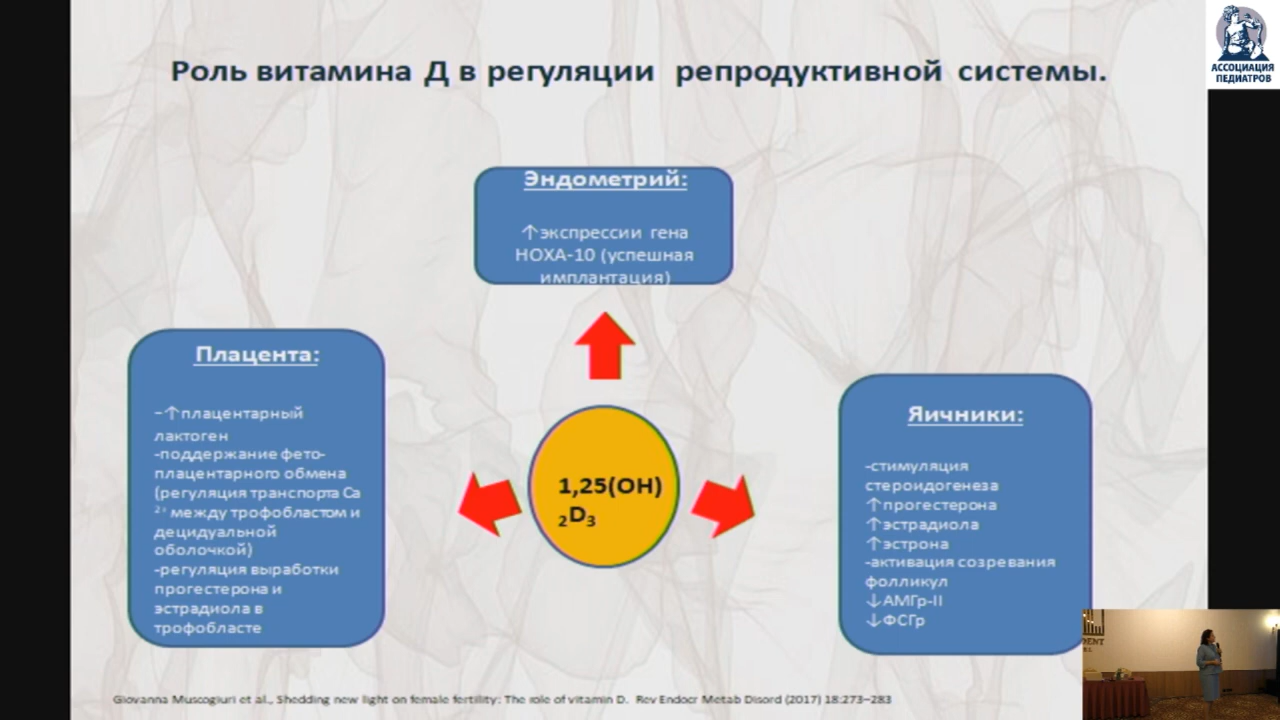 Роль витамина Д в регуляции репродуктивной системы.
АССОЦИАЦИЯ
ПЕДИАТРОВ
Эндометрий:
↑экспрессии гена
НОХА-10 (успешная
имплантация)
Плацента:
-↑плацентарный
лактоген
-поддержание фето-
плацентарного обмена
(регуляция транспорта Са
²⁺ между трофобластом и
децидуальной
оболочкой)
-регуляция выработки
прогестерона и
эстрадиола в
трофобласте
1,25(ОН)
₂D₃
Яичники:
-стимуляция
стероидогенеза
↑прогестерона
↑эстрадиола
↑эстрона
-активация созревания
фолликул
↓АМГр-II
↓ФСГр
Giovanna Muscogiuri et al., Shedding new light on female fertility: The role of vitamin D. Rev Endocr Metab Disord (2017) 18:273–283